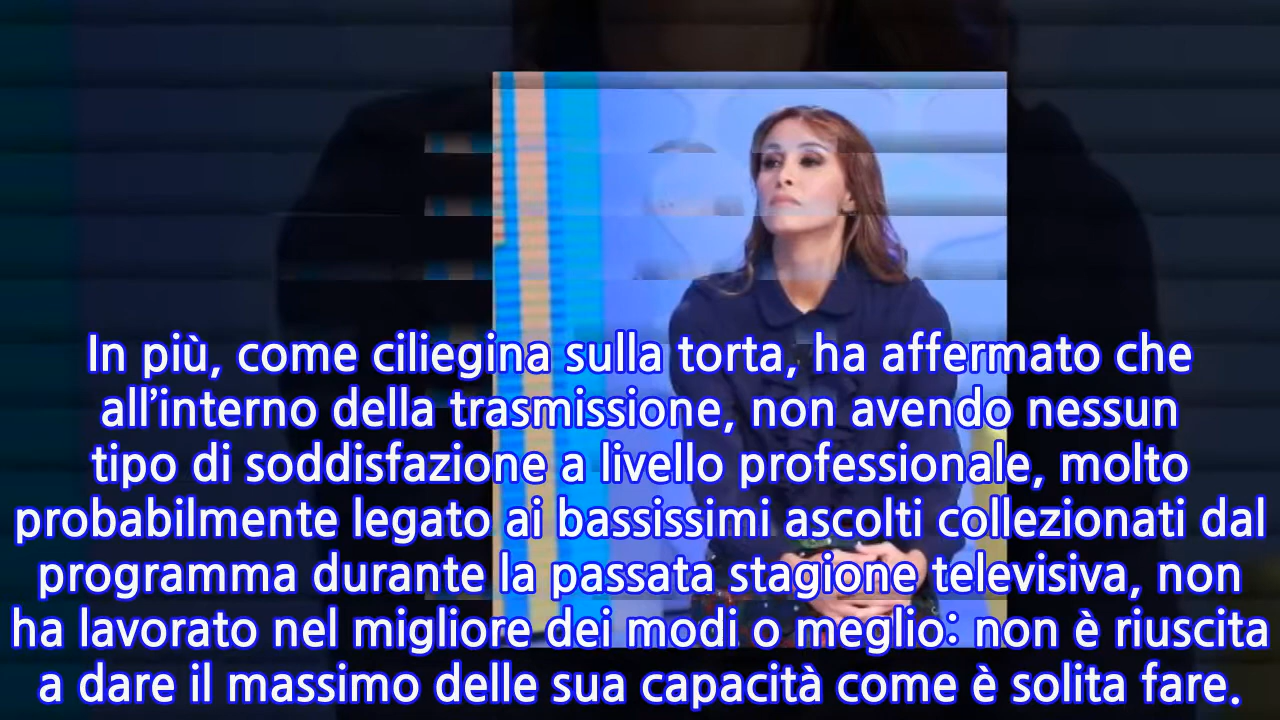 In più, come ciliegina sulla torta, ha affermato che
all'interno della trasmissione, non avendo nessun
tipo di soddisfazione a livello professionale, molto
probabilmente legato ai bassissimi ascolti collezionati dal
programma durante la passata stagione televisiva, non
ha lavorato nel migliore dei modi o meglio: non è riuscita
a dare il massimo delle sua capacità come è solita fare.